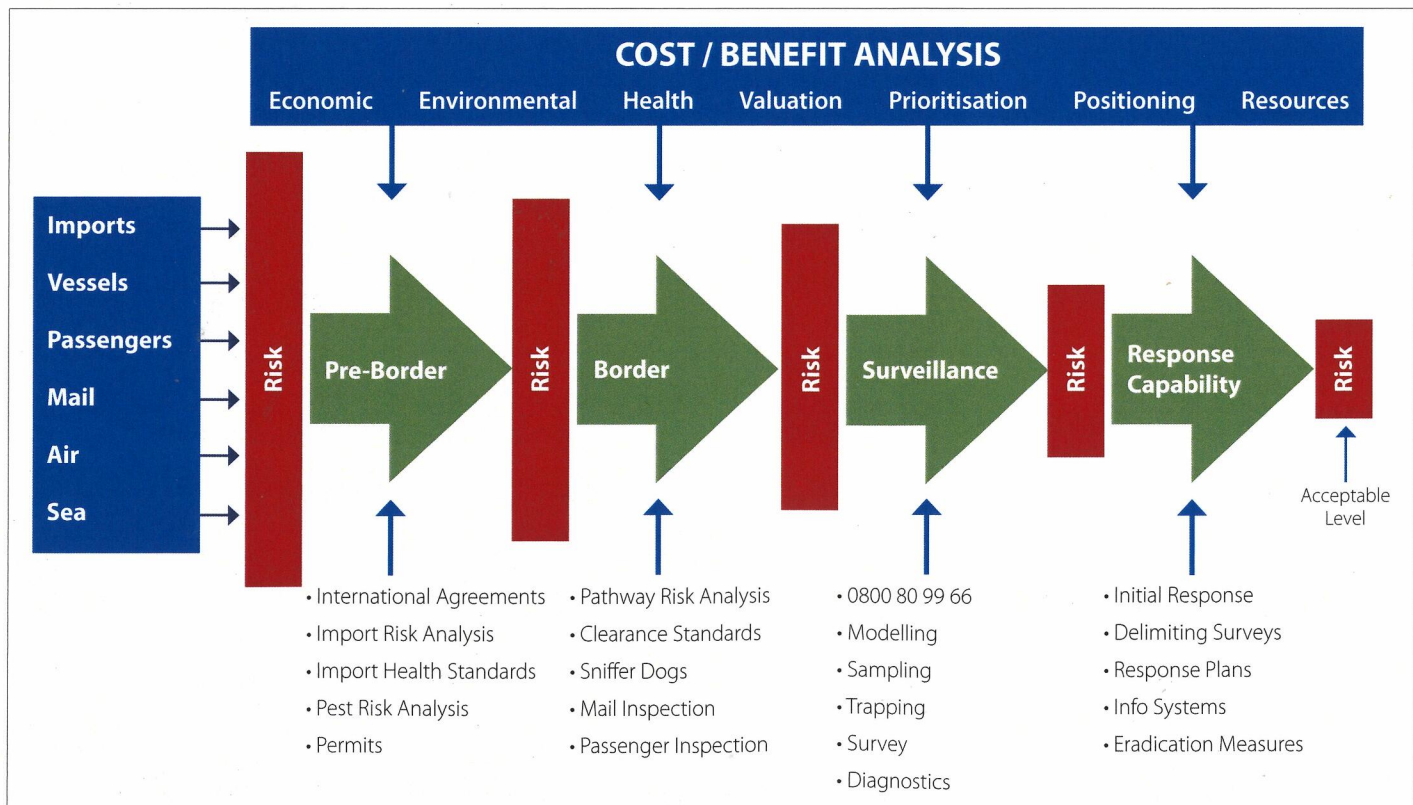 COST / BENEFIT ANALYSIS
Economic Environmental Health Valuation Prioritisation Positioning Resources
Imports
Vessels
Passengers
Mail
Air
Sea
Risk
Pre-Border
Risk
Border
Risk
Surveillance
Risk
Response
Capability
Risk
Acceptable
Level
• International Agreements
• Import Risk Analysis
• Import Health Standards
• Pest Risk Analysis
• Permits
• Pathway Risk Analysis
• Clearance Standards
• Sniffer Dogs
• Mail Inspection
• Passenger Inspection
• 0800 80 99 66
• Modelling
• Sampling
• Trapping
• Survey
• Diagnostics
• Initial Response
• Delimiting Surveys
• Response Plans
• Info Systems
• Eradication Measures